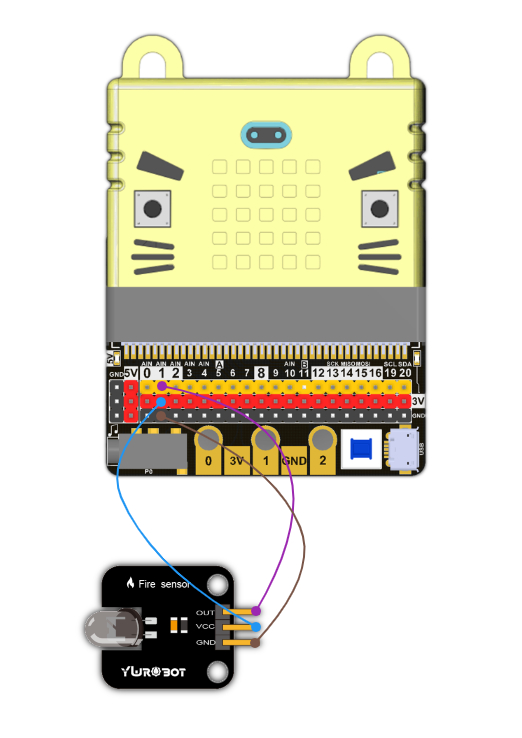 5V
AIN AIN AIN AIN AIN A AIN B SCK MISO MOSI SCL SDA
GND 5V 0 1 2 3 4 5 6 7 8 9 10 11 12 13 14 15 16 19 20
3V
GND
P0
0 3V 1 GND 2
USB
Fire sensor
OUT
VCC
GND
YWROBOT